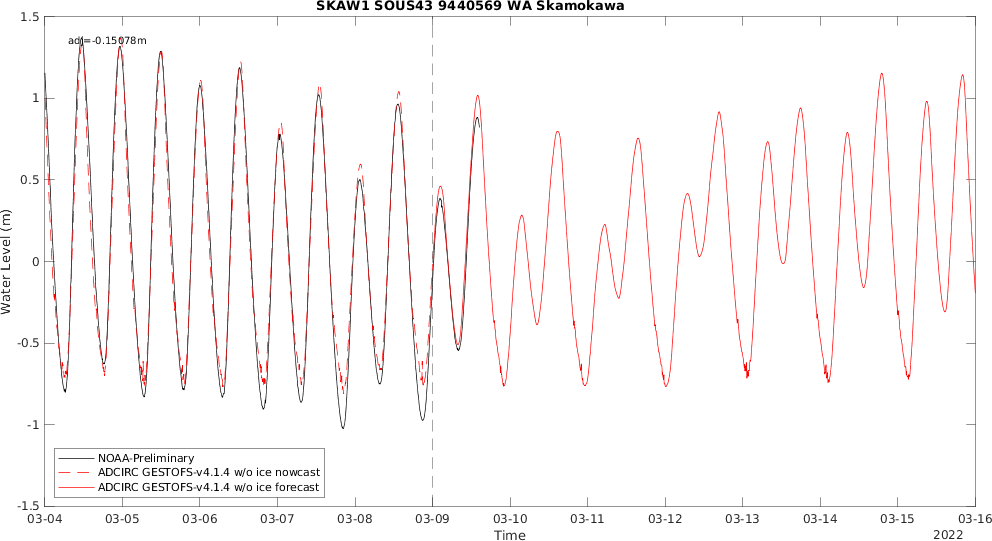 SKAW1 SOUS43 9440569 WA Skamokawa
adj=-0.15078m
1.5
1
0.5
0
-0.5
-1
-1.5
Water Level (m)
NOAA-Preliminary
ADCIRC GESTOFS-v4.1.4 w/o ice nowcast
ADCIRC GESTOFS-v4.1.4 w/o ice forecast
03-04 03-05 03-06 03-07 03-08 03-09 03-10 03-11 03-12 03-13 03-14 03-15 03-16
Time
2022